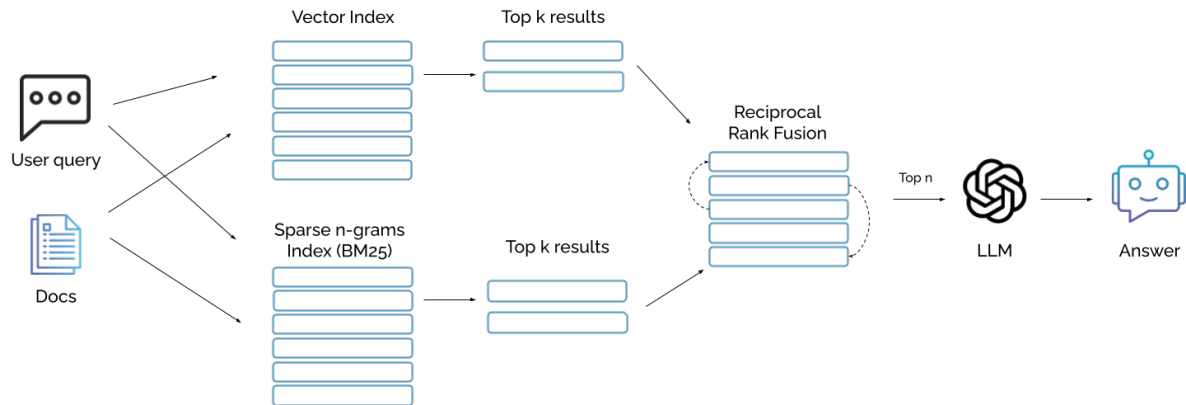 Vector Index
Top k results
User query
Docs
Sparse n-grams
Index (BM25)
Top k results
Reciprocal
Rank Fusion
Top n
LLM
Answer